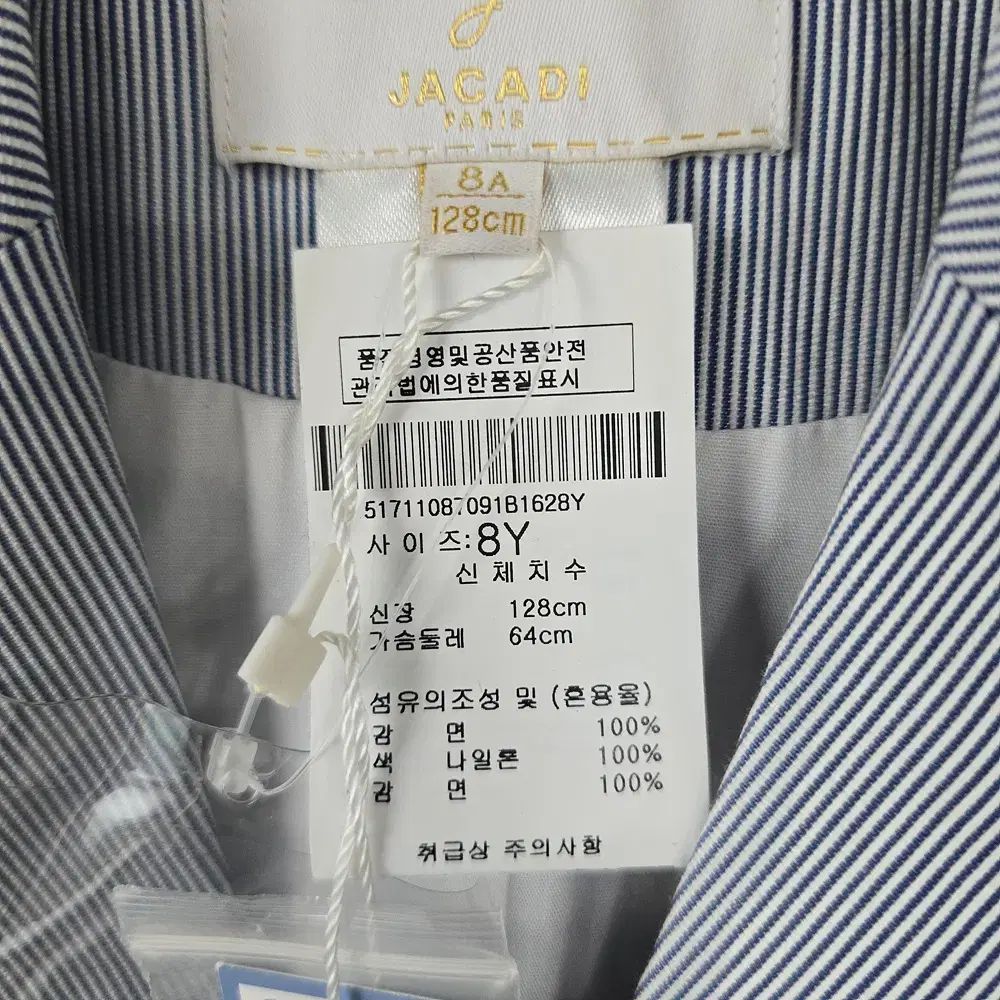 JACADI
PARIS
8A
128cm
품질경영및공산품안전
관리법에의한품질표시
사 이 즈:8Y
신 체 치 수
신장 128cm
가슴둘레 64cm
섬유의조성 및 (혼용율)
감 면 100%
색 나일론 100%
감 면 100%
취급상 주의사항